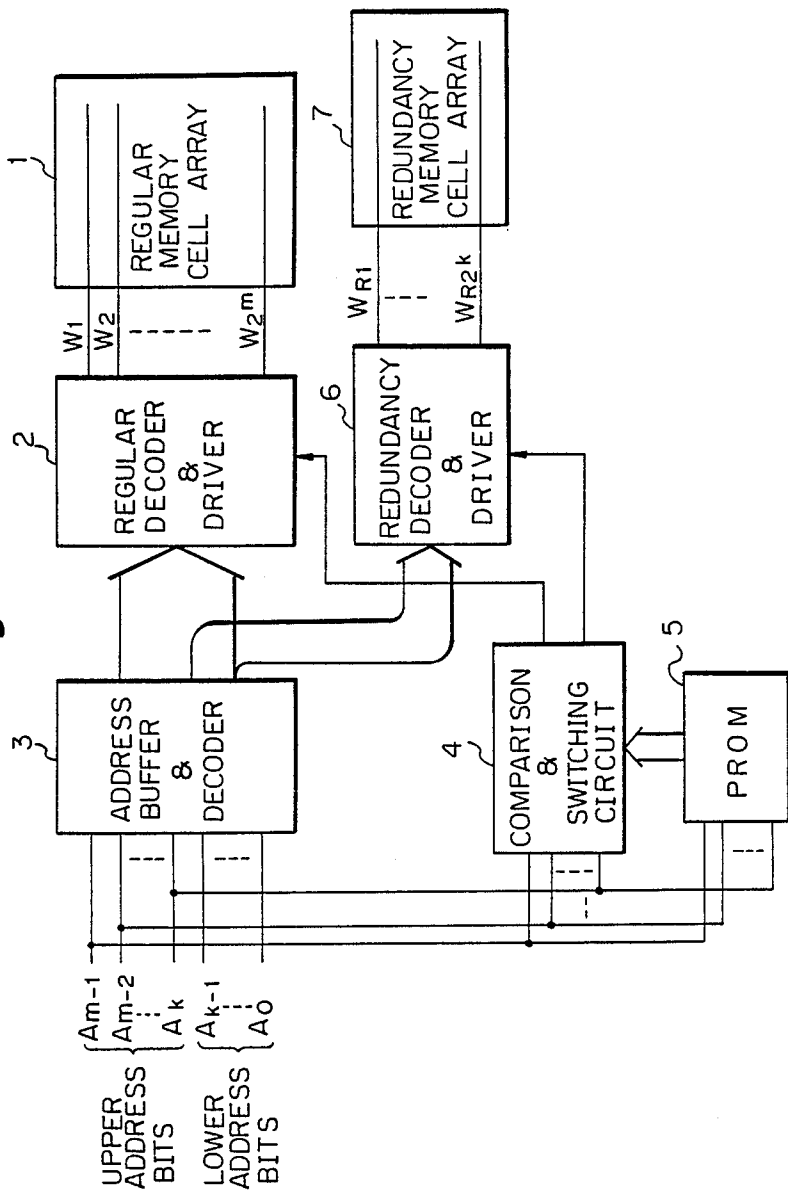 UPPER
ADDRESS
BITS
Am-1
Am-2
Ak
LOWER
ADDRESS
BITS
Ak-1
A0
3
ADDRESS
BUFFER
&
DECODER
2
REGULAR
DECODER
&
DRIVER
W1
W2
W2m
1
REGULAR
MEMORY
CELL ARRAY
4
COMPARISON
&
SWITCHING
CIRCUIT
5
PROM
6
REDUNDANCY
DECODER
&
DRIVER
WR1
WR2k
7
REDUNDANCY
MEMORY
CELL ARRAY